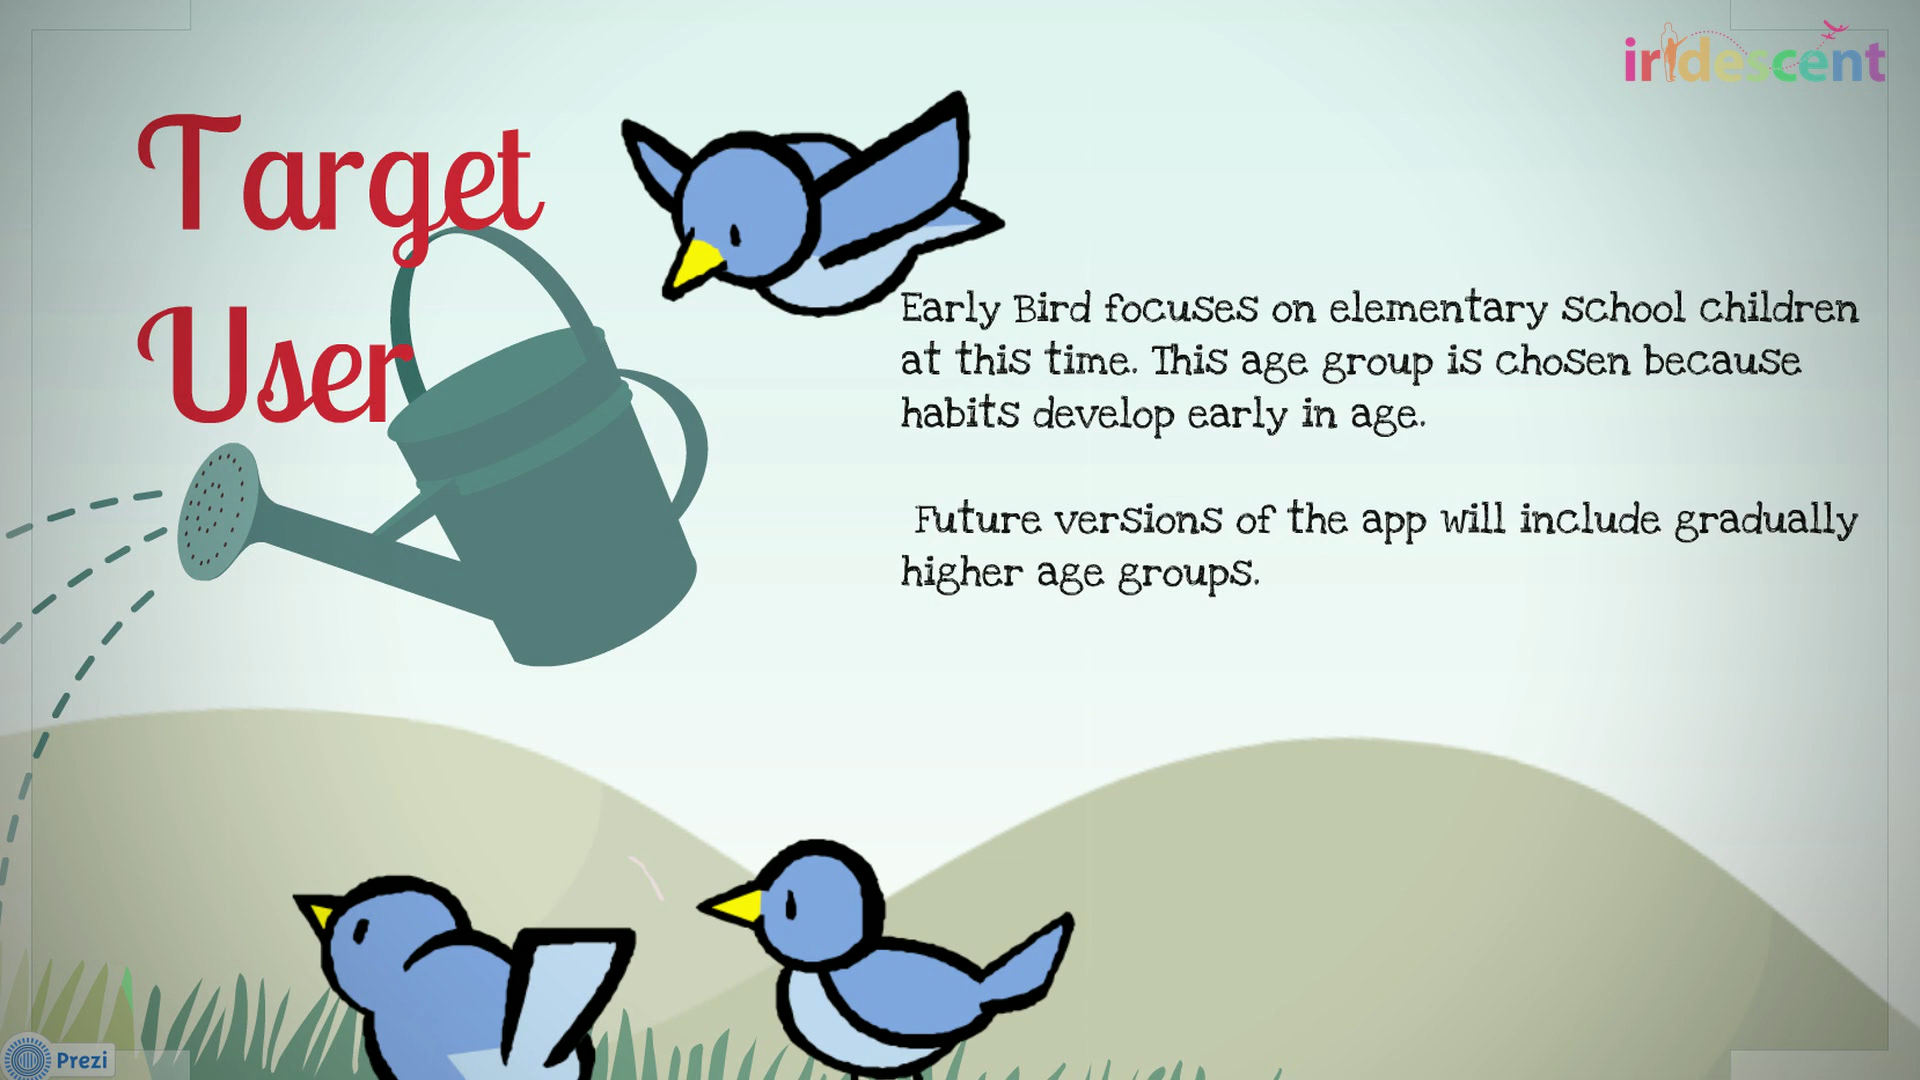 iridescent
Target
User
Early Bird focuses on elementary school children
at this time. This age group is chosen because
habits develop early in age.
Future versions of the app will include gradually
higher age groups.
Prezi